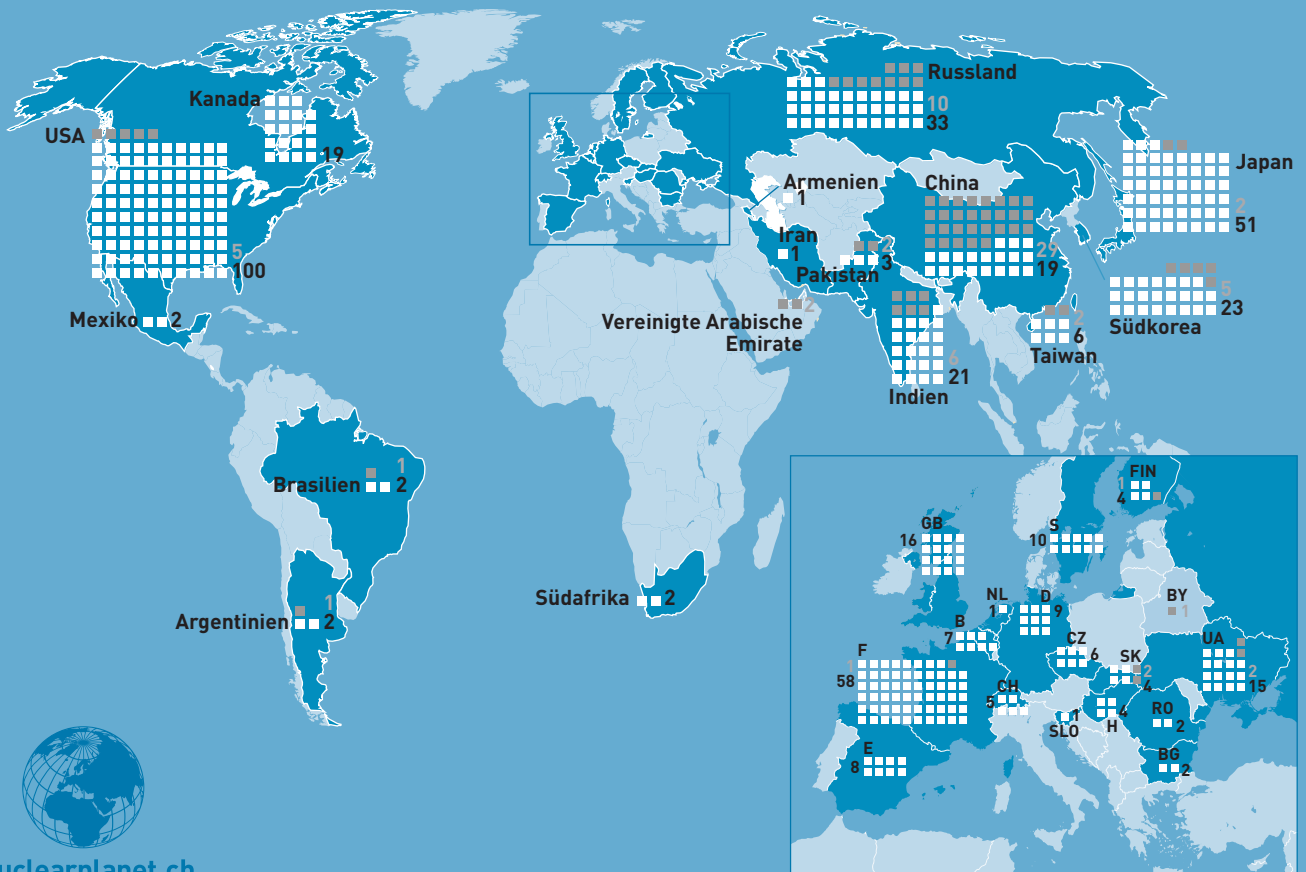 Kanada
19
USA
5
100
Mexiko 2
Brasilien
1
2
Argentinien
1
2
Südafrika 2
Vereinigte Arabische
Emirate
2
Armenien
1
Iran
1
Pakistan
2
3
Russland
10
33
China
29
19
Japan
2
51
Südkorea
5
23
Taiwan
2
6
Indien
6
21
FIN
1
4
GB
16
S
10
NL
1
D
9
BY
1
B
7
CZ
6
UA
2
15
SK
2
4
F
1
58
CH
5
SLO
1
H
4
RO
2
BG
2
E
8
uclearplanet.ch